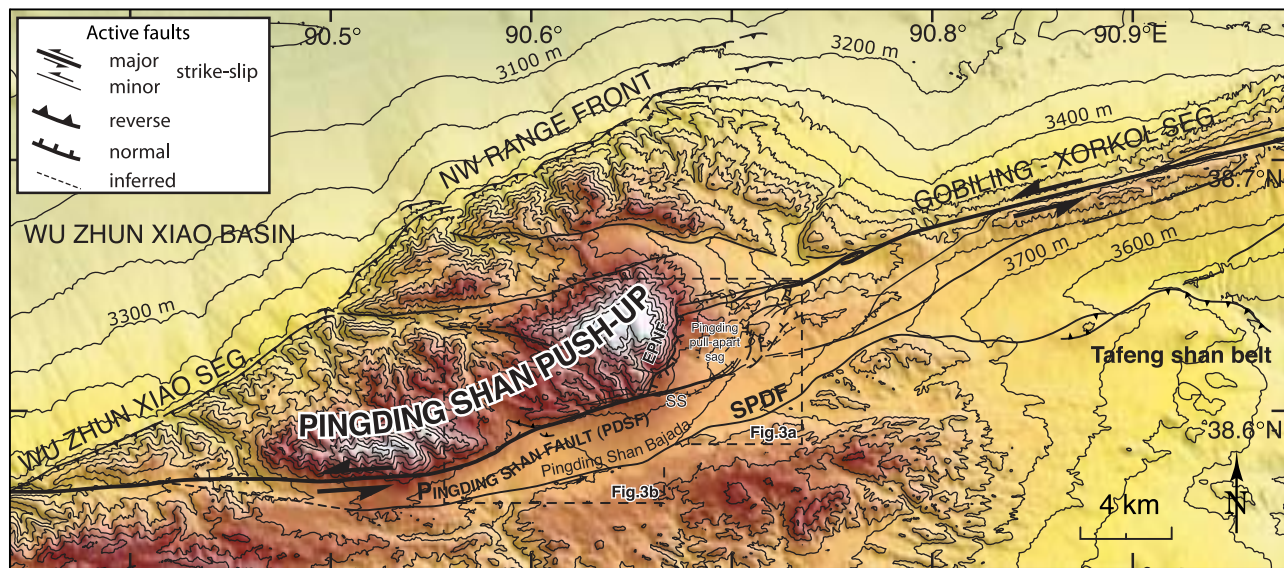 Active faults
major
minor
strike-slip
reverse
normal
inferred
90.5°
90.6°
90.8°
90.9°E
3100 m
3200 m
3400 m
NW RANGE FRONT
GOBILING - XORKOL SEG
38.7°N
WU ZHUN XIAO BASIN
3700 m
3600 m
3300 m
PINGDING SHAN PUSH-UP
EPNF
Pingding
pull-apart
sag
Tafeng shan belt
WU ZHUN XIAO SEG
SS
SPDF
38.6°N
Fig.3a
PINGDING SHAN FAULT (PDSF)
Pingding Shan Bajada
Fig.3b
4 km
N